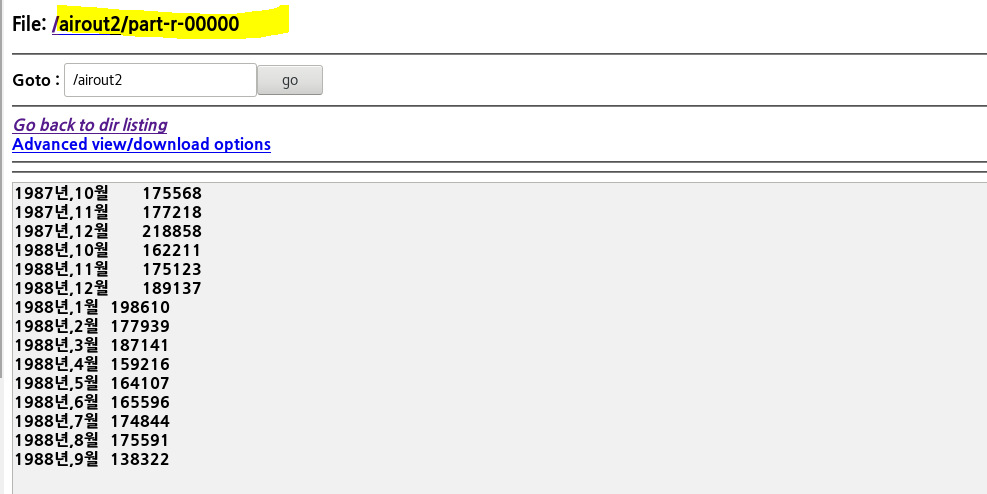 File: /airout2/part-r-00000
Goto : /airout2 go
Go back to dir listing
Advanced view/download options
1987년,10월 175568
1987년,11월 177218
1987년,12월 218858
1988년,10월 162211
1988년,11월 175123
1988년,12월 189137
1988년,1월 198610
1988년,2월 177939
1988년,3월 187141
1988년,4월 159216
1988년,5월 164107
1988년,6월 165596
1988년,7월 174844
1988년,8월 175591
1988년,9월 138322